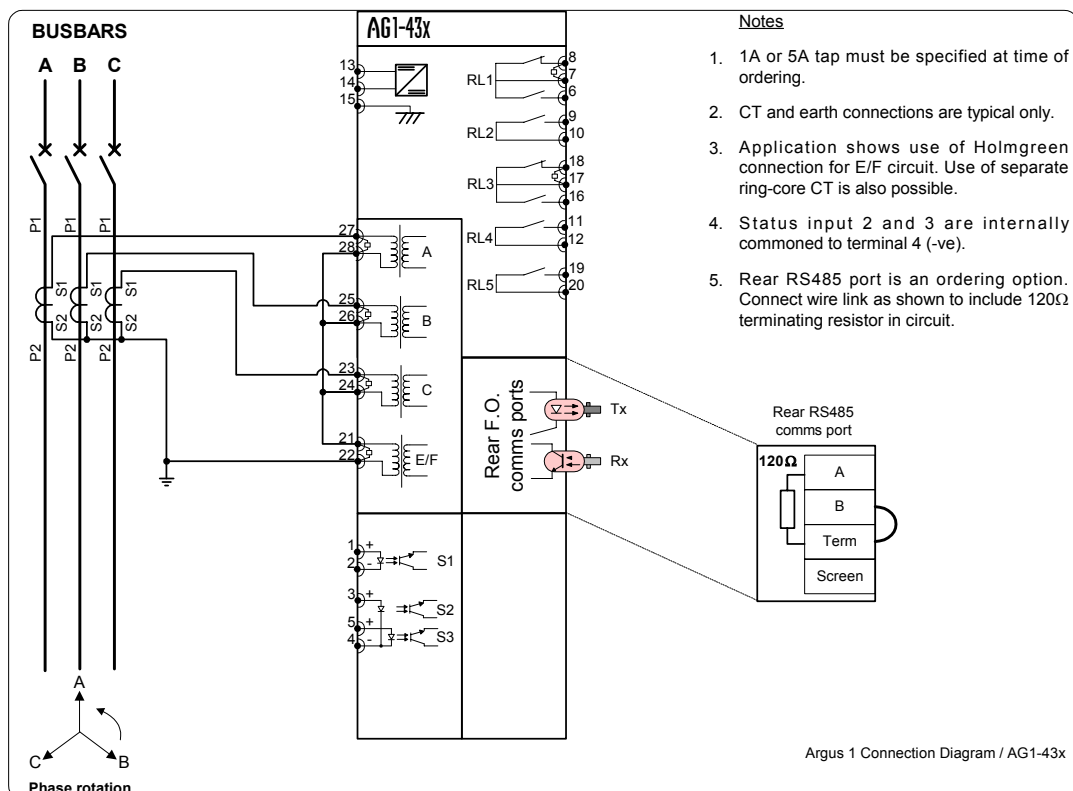 BUSBARS
A B C
P1 P1 P1
S1 S1 S1
S2 S2 S2
P2 P2 P2
A
C B
Phase rotation
AG1-43x
13
14
15
27
28
A
25
26
B
23
24
C
21
22
E/F
1 +
2 -
S1
3 +
S2
5 +
4 -
S3
8
RL1 7
6
9
RL2 10
18
RL3 17
16
11
RL4 12
19
RL5 20
Rear F.O.
comms ports
Tx
Rx
Notes
1. 1A or 5A tap must be specified at time of
ordering.
2. CT and earth connections are typical only.
3. Application shows use of Holmgreen
connection for E/F circuit. Use of separate
ring-core CT is also possible.
4. Status input 2 and 3 are internally
commoned to terminal 4 (-ve).
5. Rear RS485 port is an ordering option.
Connect wire link as shown to include 120Ω
terminating resistor in circuit.
Rear RS485
comms port
120Ω
A
B
Term
Screen
Argus 1 Connection Diagram / AG1-43x